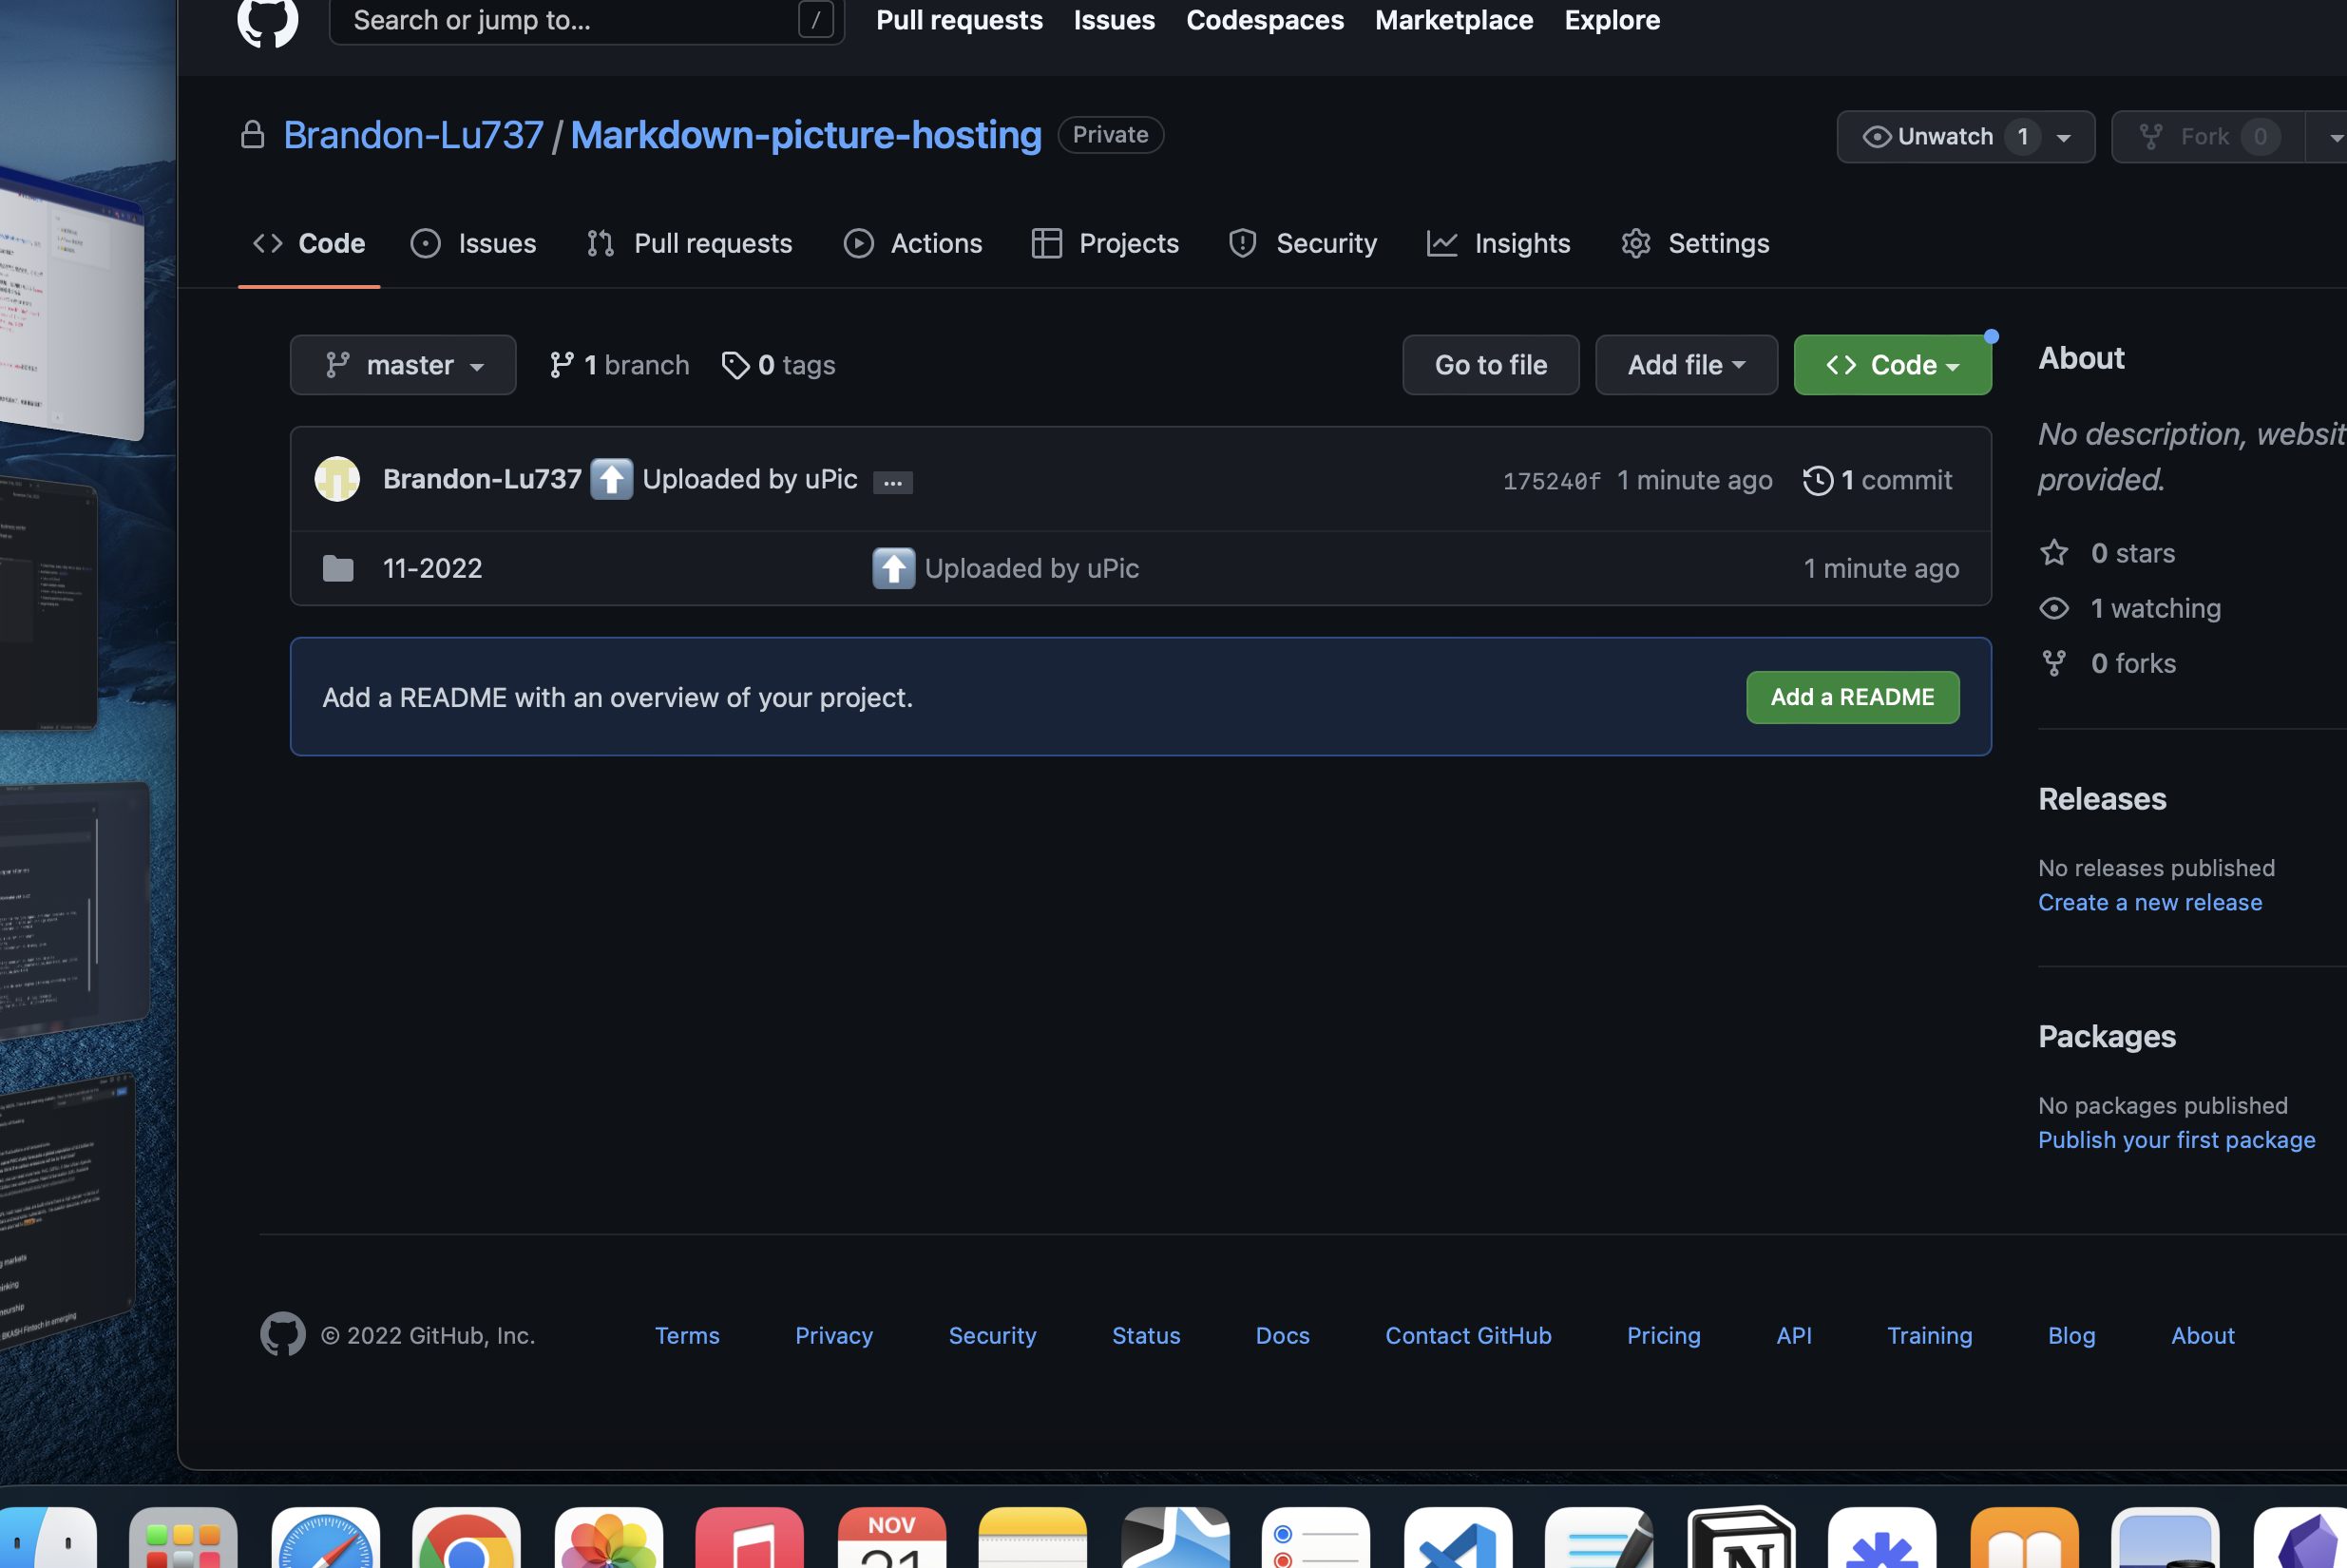 Search or jump to... /
Pull requests Issues Codespaces Marketplace Explore
Brandon-Lu737 / Markdown-picture-hosting Private
Unwatch 1 Fork 0
Code Issues Pull requests Actions Projects Security Insights Settings
master 1 branch 0 tags
Go to file Add file Code
Brandon-Lu737 Uploaded by uPic ...
175240f 1 minute ago 1 commit
11-2022 Uploaded by uPic 1 minute ago
Add a README with an overview of your project.
Add a README
About
No description,
provided.
0 stars
1 watching
0 forks
Releases
No releases published
Create a new release
Packages
No packages published
Publish your first package
© 2022 GitHub, Inc. Terms Privacy Security Status Docs Contact GitHub Pricing API Training Blog About
markets
BKASH Fintech in emerging
NOV